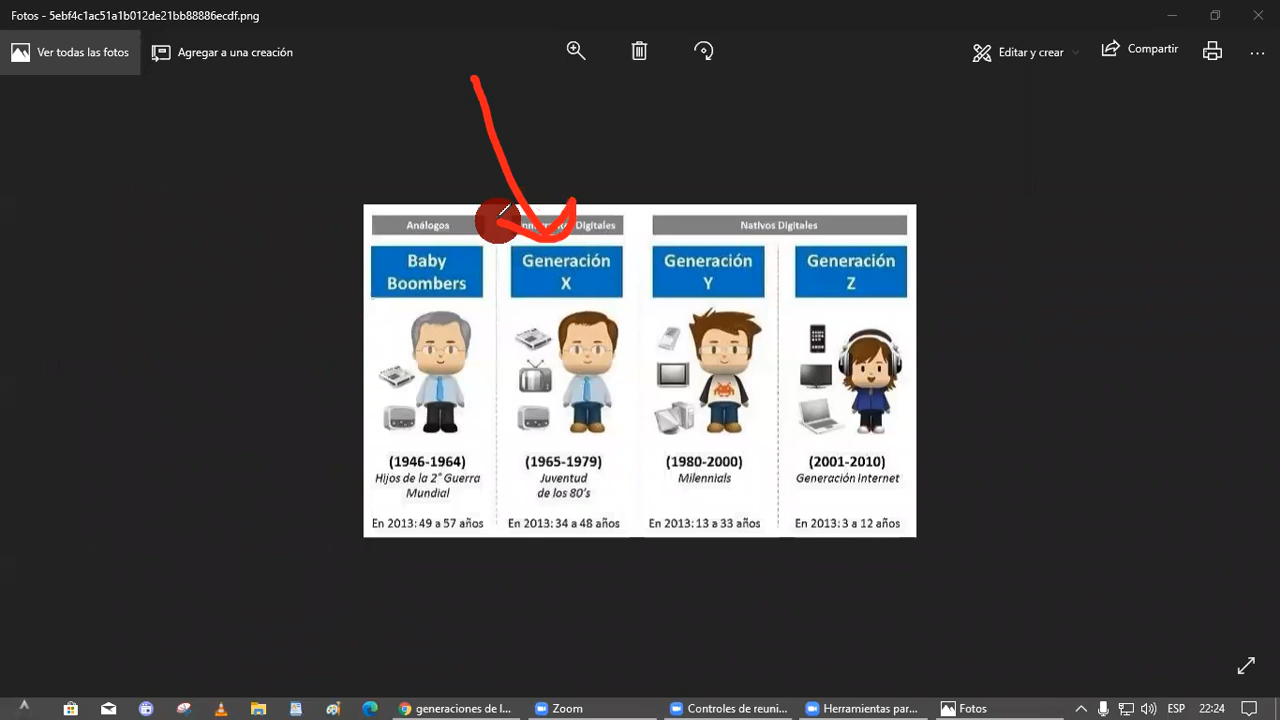 Fotos - 5ebf4c1ac51a1b012de21bb88886ecdf.png
Ver todas las fotos
Agregar a una creación
Editar y crear
Compartir
Análogos
Digitales
Nativos Digitales
Baby
Boombers
Generación
X
Generación
Y
Generación
Z
(1946-1964)
Hijos de la 2° Guerra
Mundial
En 2013: 49 a 57 años
(1965-1979)
Juventud
de los 80's
En 2013: 34 a 48 años
(1980-2000)
Milennials
En 2013: 13 a 33 años
(2001-2010)
Generación Internet
En 2013: 3 a 12 años
generaciones de l...
Zoom
Controles de reuni...
Herramientas par...
Fotos
ESP
22:24